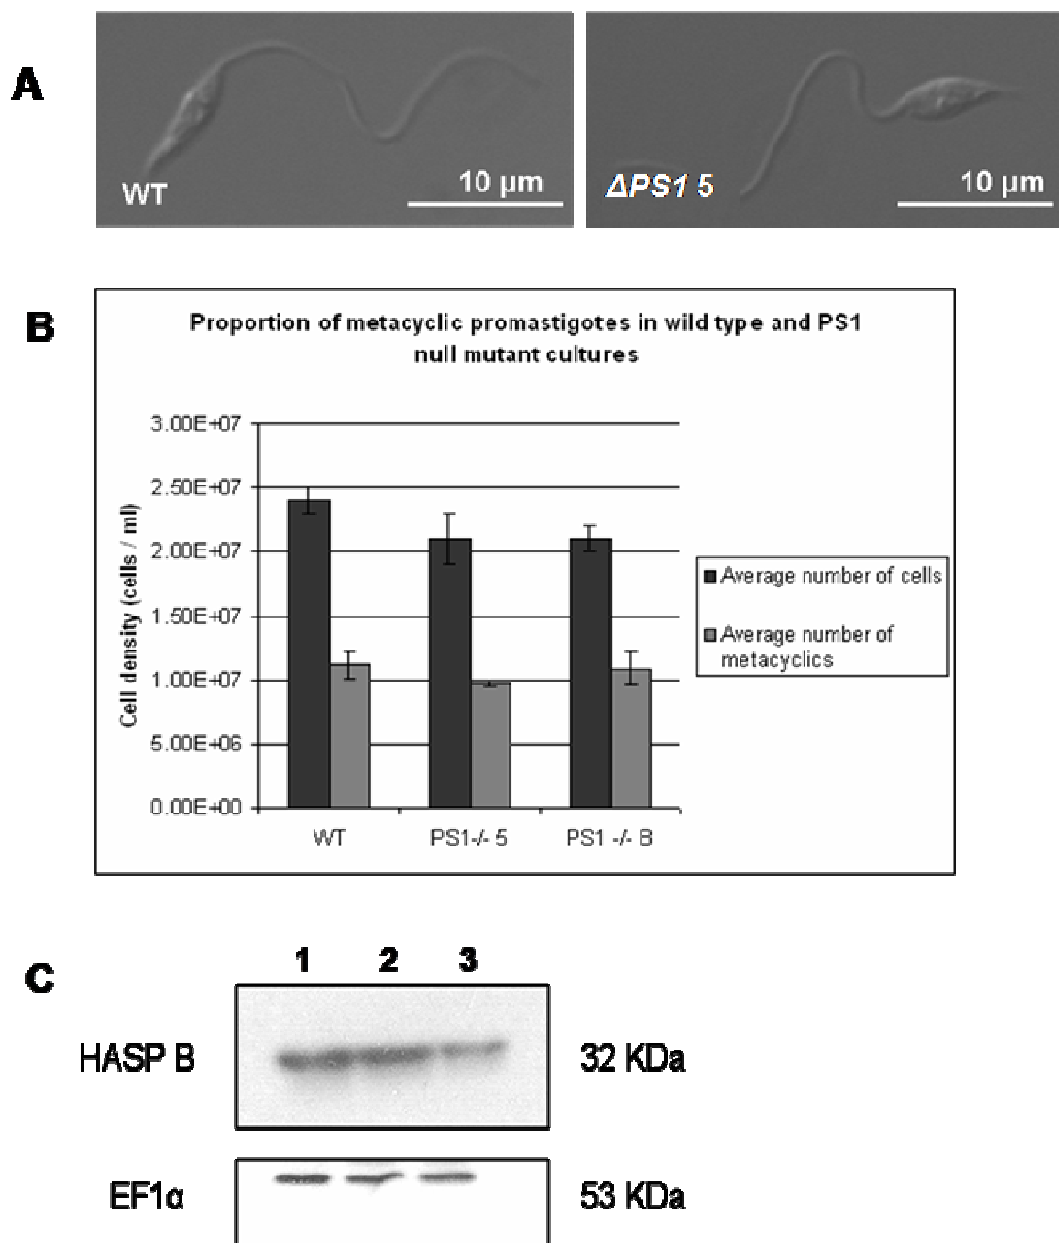 A
WT
10 µm
ΔPS1 5
10 µm
B
Proportion of metacyclic promastigotes in wild type and PS1
null mutant cultures
Cell density (cells / ml)
3.00E+07
2.50E+07
2.00E+07
1.50E+07
1.00E+07
5.00E+06
0.00E+00
WT
PS1-/- 5
PS1 -/- 8
Average number of cells
Average number of
metacyclics
C
1 2 3
HASP B
32 KDa
EF1α
53 KDa